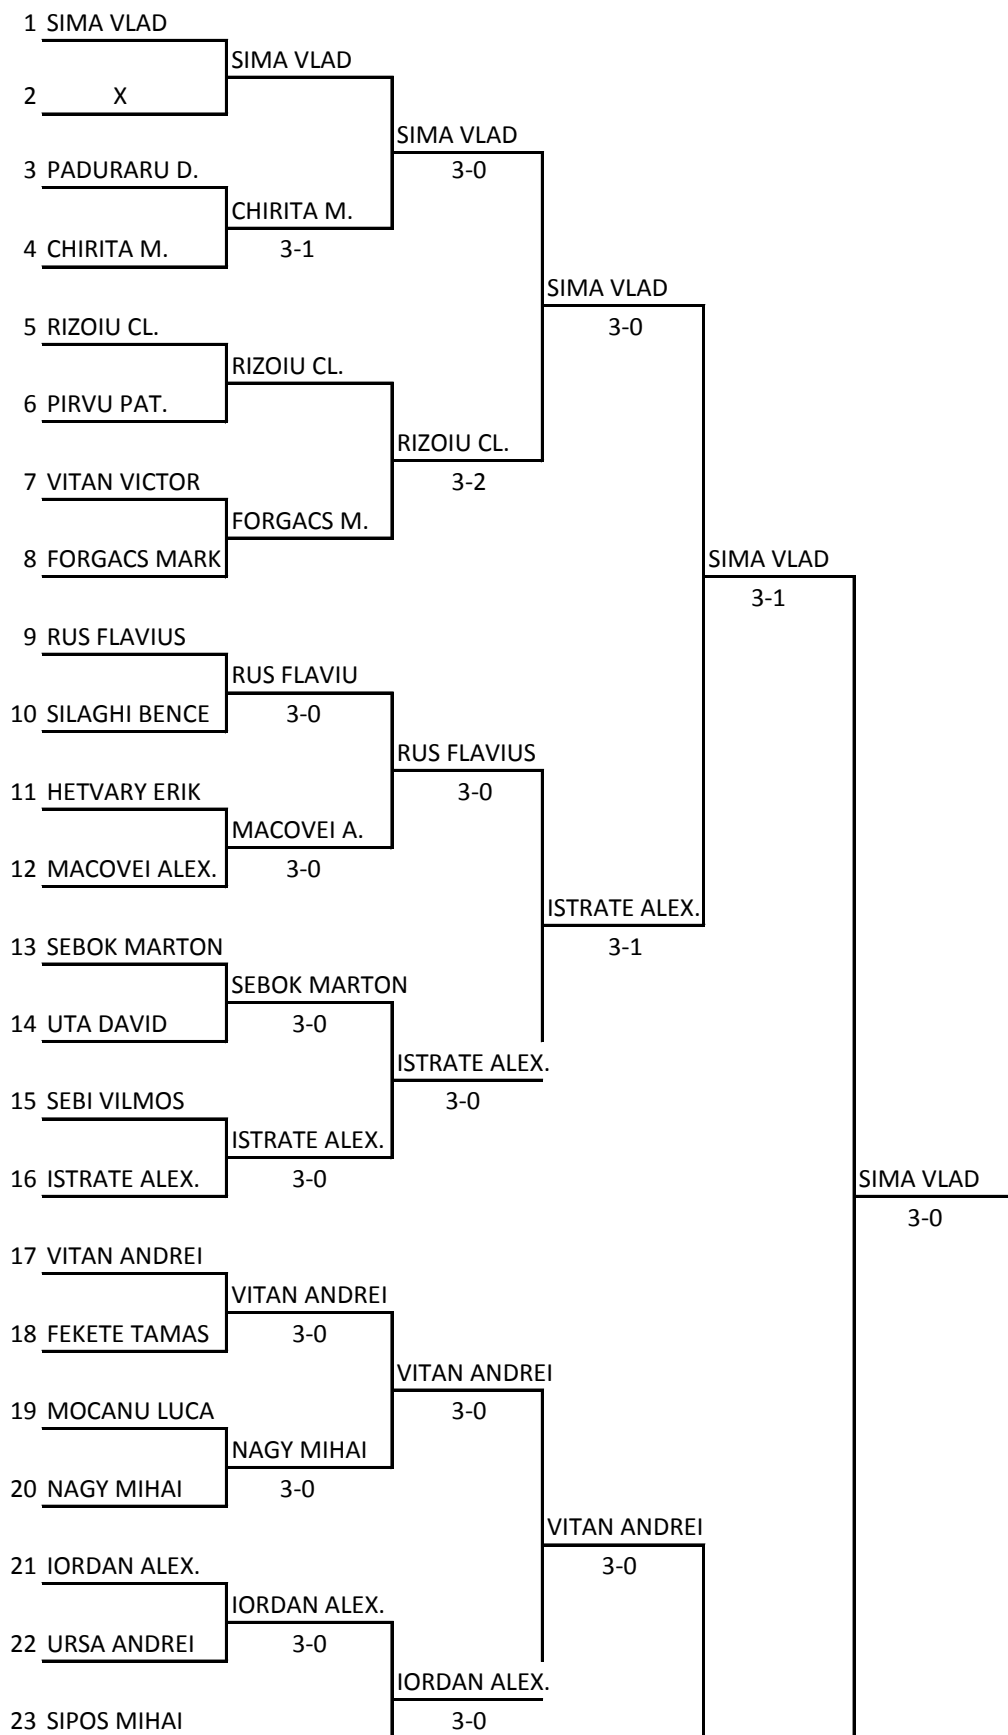 1 SIMA VLAD
SIMA VLAD
2 X
SIMA VLAD
3 PADURARU D.
3-0
CHIRITA M.
4 CHIRITA M.
3-1
SIMA VLAD
5 RIZOIU CL.
3-0
RIZOIU CL.
6 PIRVU PAT.
RIZOIU CL.
7 VITAN VICTOR
3-2
FORGACS M.
8 FORGACS MARK
SIMA VLAD
3-1
9 RUS FLAVIUS
RUS FLAVIU
10 SILAGHI BENCE
3-0
RUS FLAVIUS
11 HETVARY ERIK
3-0
MACOVEI A.
12 MACOVEI ALEX.
3-0
ISTRATE ALEX.
13 SEBOK MARTON
3-1
SEBOK MARTON
14 UTA DAVID
3-0
ISTRATE ALEX.
15 SEBI VILMOS
3-0
ISTRATE ALEX.
16 ISTRATE ALEX.
3-0
SIMA VLAD
3-0
17 VITAN ANDREI
VITAN ANDREI
18 FEKETE TAMAS
3-0
VITAN ANDREI
19 MOCANU LUCA
3-0
NAGY MIHAI
20 NAGY MIHAI
3-0
VITAN ANDREI
21 IORDAN ALEX.
3-0
IORDAN ALEX.
22 URSA ANDREI
3-0
IORDAN ALEX.
23 SIPOS MIHAI
3-0